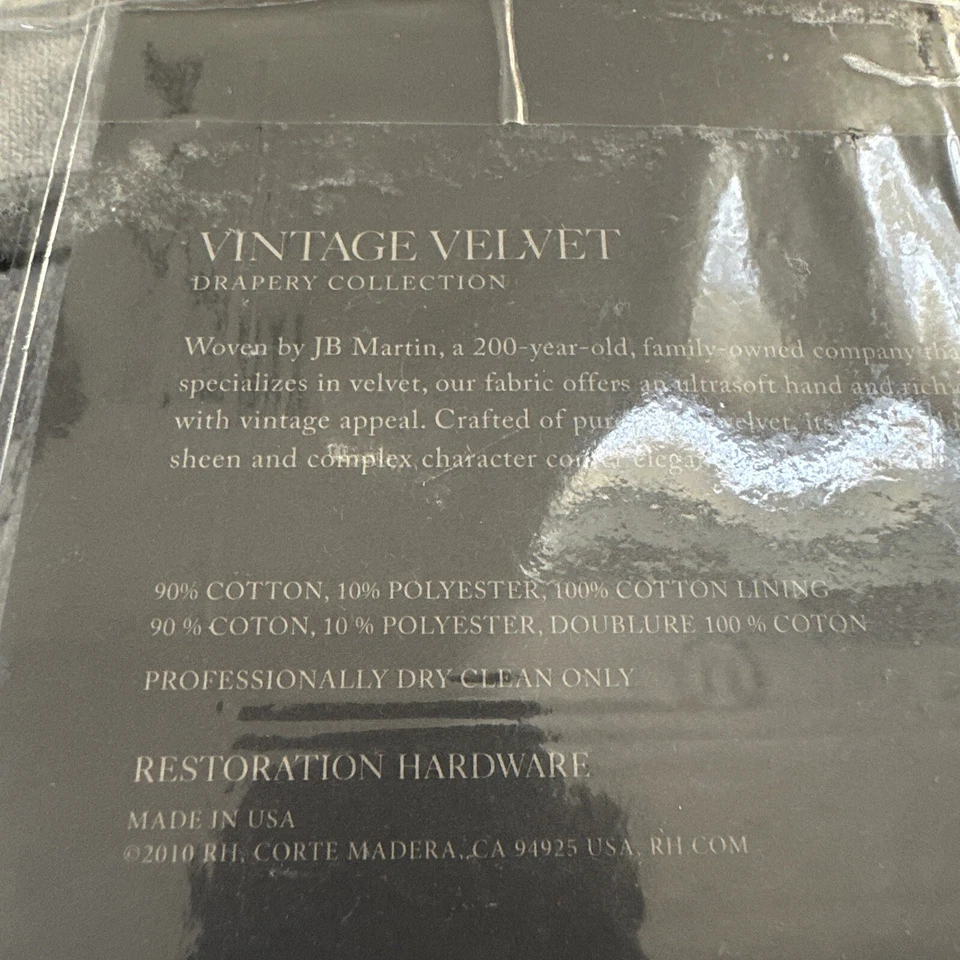 VINTAGE VELVET
DRAPERY COLLECTION
Woven by JB Martin, a 200-year-old, family-owned company
specializes in velvet, our fabric offers an ultrasoft hand and rich
with vintage appeal. Crafted of velvet, its
sheen and complex character
90% COTTON, 10% POLYESTER, 100% COTTON LINING
90 % COTON, 10 % POLYESTER, DOUBLURE 100 % COTON
PROFESSIONALLY DRY CLEAN ONLY
RESTORATION HARDWARE
MADE IN USA
©2010 RH, CORTE MADERA, CA 94925 USA, RH.COM